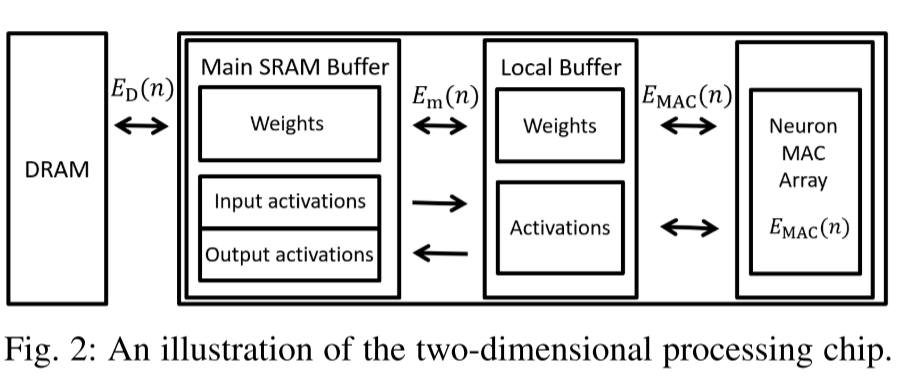 DRAM
E_D(n)
Main SRAM Buffer
Weights
Input activations
Output activations
E_m(n)
Local Buffer
Weights
Activations
E_MAC(n)
Neuron
MAC
Array
E_MAC(n)
Fig. 2: An illustration of the two-dimensional processing chip.